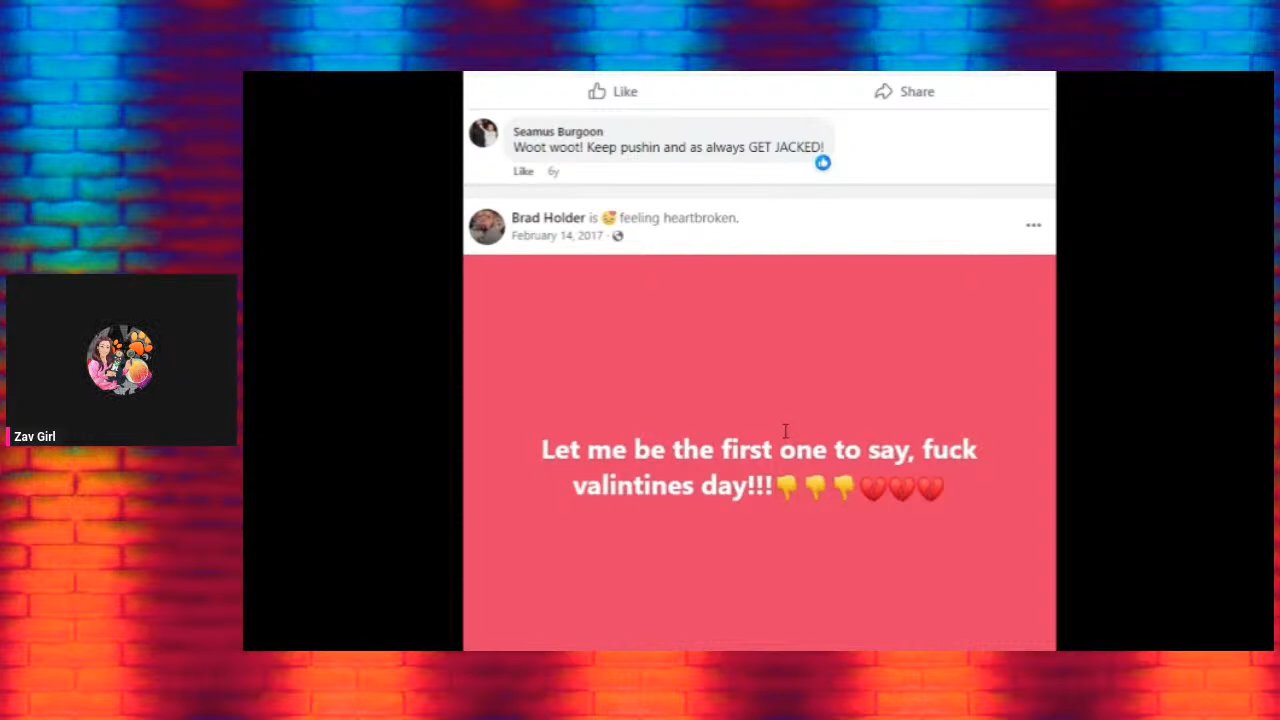 Like
Share
Seamus Burgoon
Woot woot! Keep pushin and as always GET JACKED!
Like 6y
Brad Holder is 🥰 feeling heartbroken.
February 14, 2017 ·
Let me be the first one to say, fuck
valintines day!!!👎👎👎💔💔💔
Zav Girl